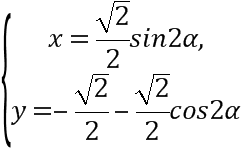 x = √2/2 sin2α,
y = − √2/2 − √2/2 cos2α